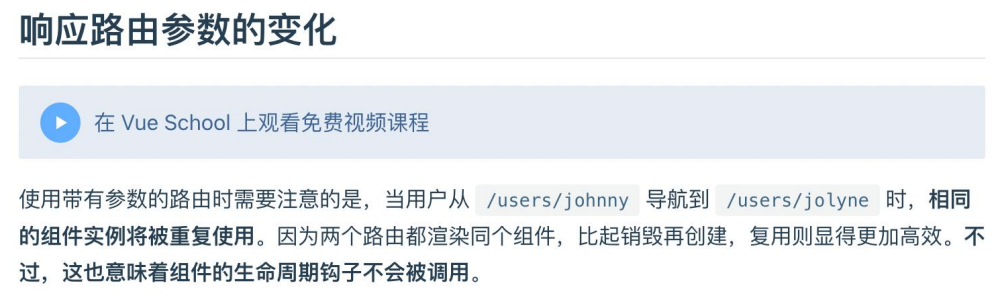 响应路由参数的变化
在 Vue School 上观看免费视频课程
使用带有参数的路由时需要注意的是，当用户从 /users/johnny 导航到 /users/jolyne 时，相同
的组件实例将被重复使用。因为两个路由都渲染同个组件，比起销毁再创建，复用则显得更加高效。不
过，这也意味着组件的生命周期钩子不会被调用。